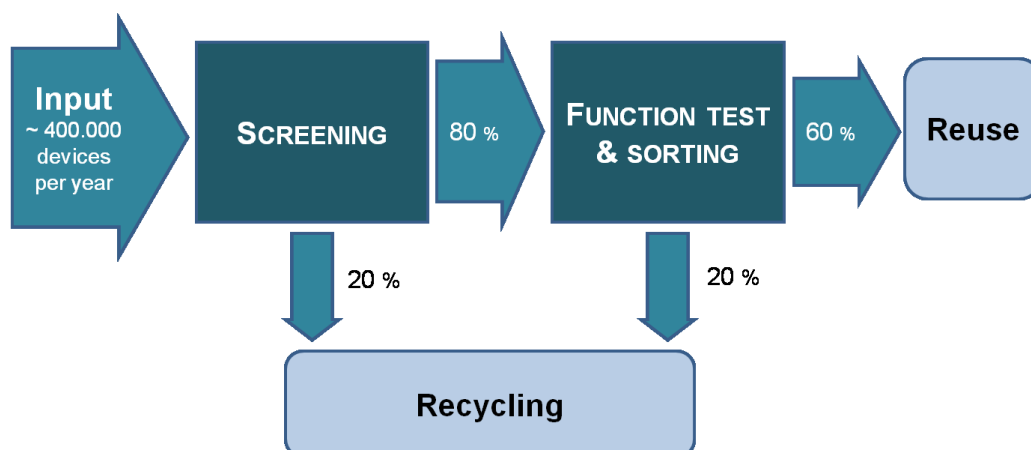 Input
~ 400.000
devices
per year
SCREENING
80 %
FUNCTION TEST
& SORTING
60 %
Reuse
20 %
20 %
Recycling